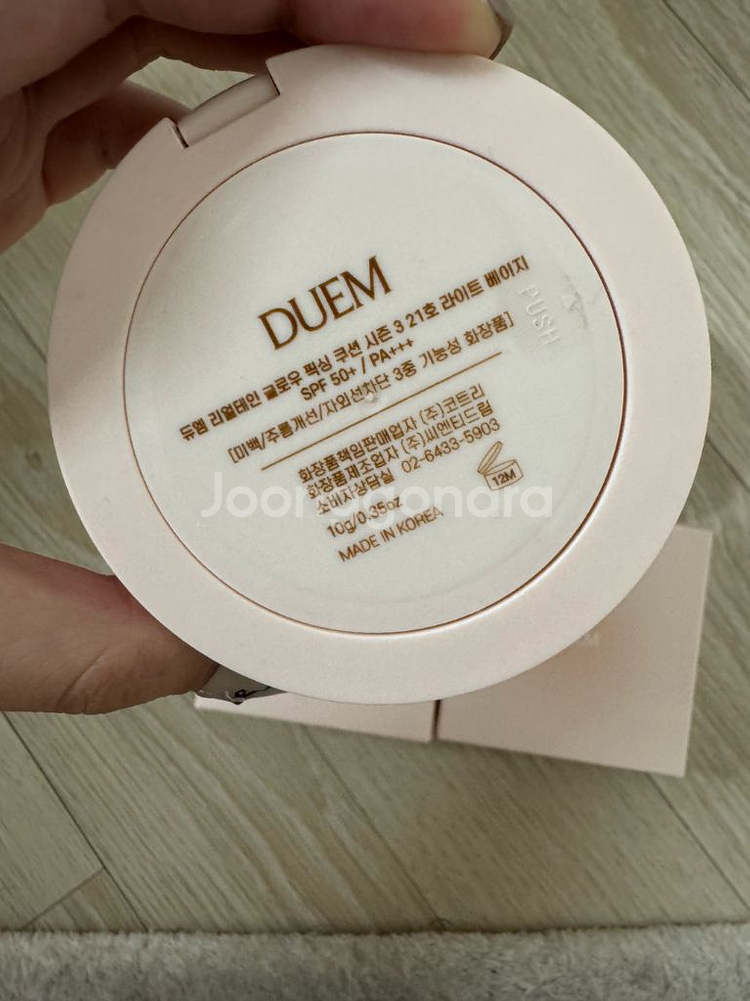 DUEM
듀엠 리얼테인 글로우 픽싱 쿠션 시즌 3 21호 라이트 베이지
SPF 50+ / PA+++
[미백/주름개선/자외선차단 3중 기능성 화장품]
화장품책임판매업자 (주)코트리
화장품제조업자 (주)씨엔티드림
소비자상담실 02-6433-5903
10g/0.35oz
MADE IN KOREA
12M
PUSH
Joonggonara